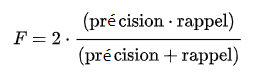 F = 2 · (précision · rappel) / (précision + rappel)